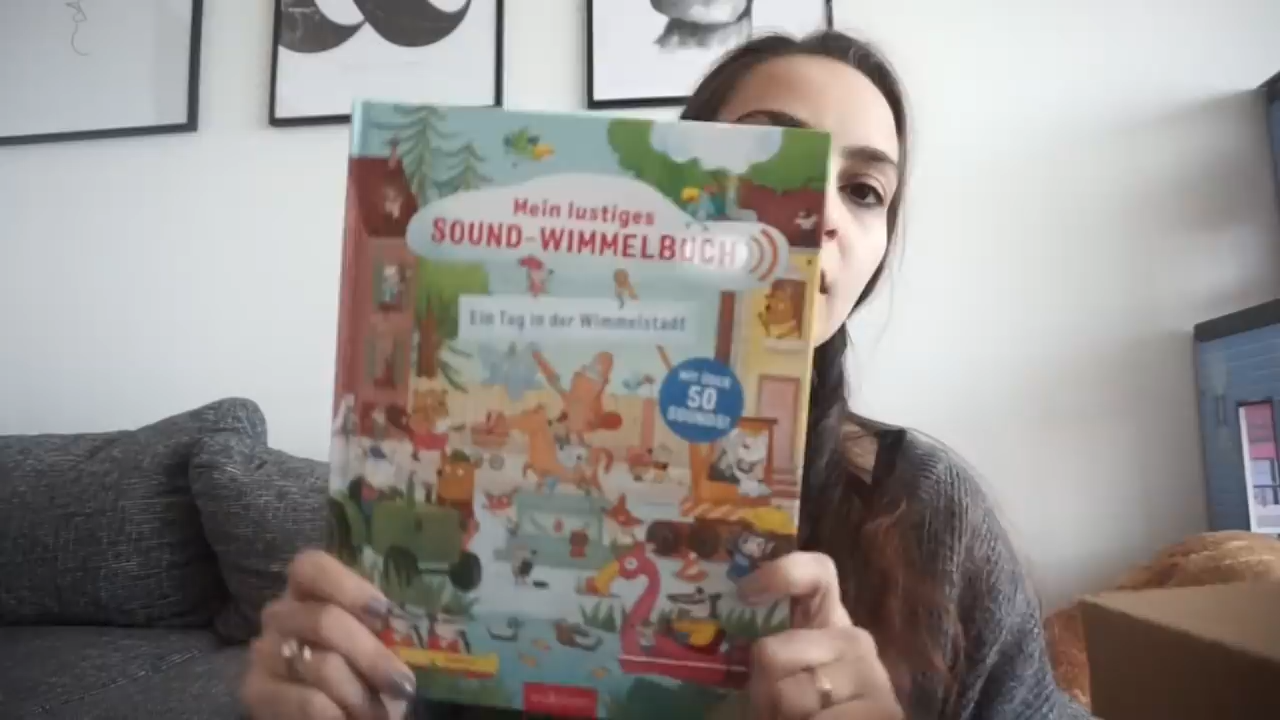 Mein lustiges
SOUND-WIMMELBUCH
Ein Tag in der Wimmelstadt
MIT ÜBER
50
SOUNDS!